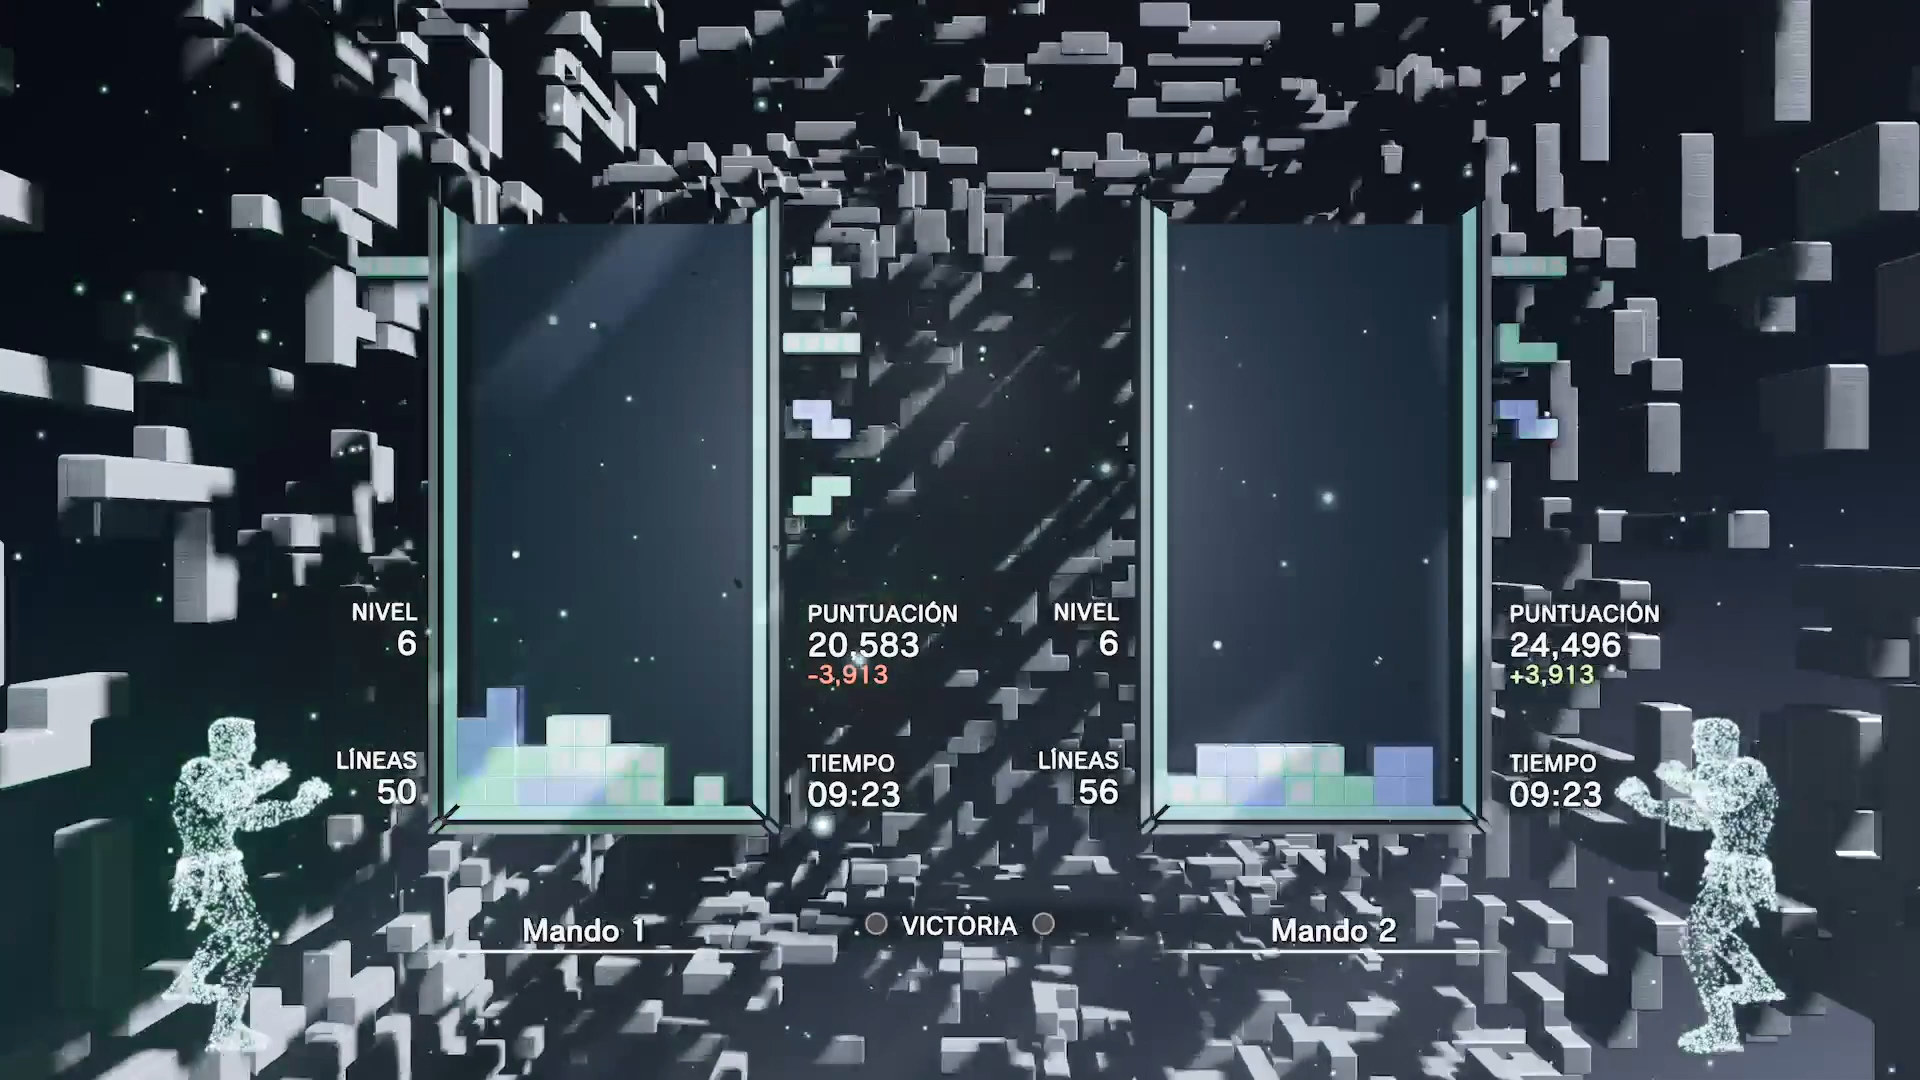 NIVEL
6
PUNTUACIÓN
20,583
-3,913
LÍNEAS
50
TIEMPO
09:23
NIVEL
6
PUNTUACIÓN
24,496
+3,913
LÍNEAS
56
TIEMPO
09:23
Mando 1
VICTORIA
Mando 2